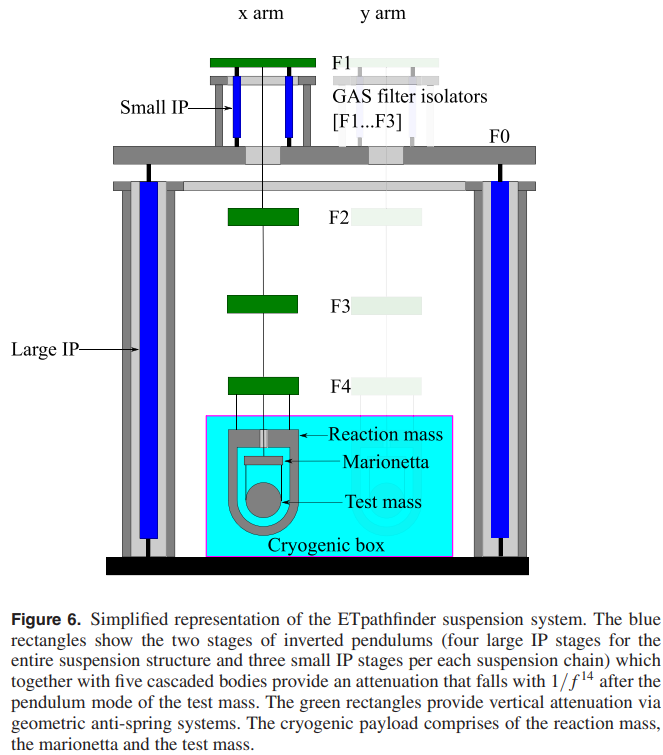 x arm
y arm
F1
GAS filter isolators
[F1...F3]
Small IP
F0
F2
F3
Large IP
F4
Reaction mass
Marionetta
Test mass
Cryogenic box
Figure 6. Simplified representation of the ETpathfinder suspension system. The blue
rectangles show the two stages of inverted pendulums (four large IP stages for the
entire suspension structure and three small IP stages per each suspension chain) which
together with five cascaded bodies provide an attenuation that falls with 1/f¹⁴ after the
pendulum mode of the test mass. The green rectangles provide vertical attenuation via
geometric anti-spring systems. The cryogenic payload comprises of the reaction mass,
the marionetta and the test mass.